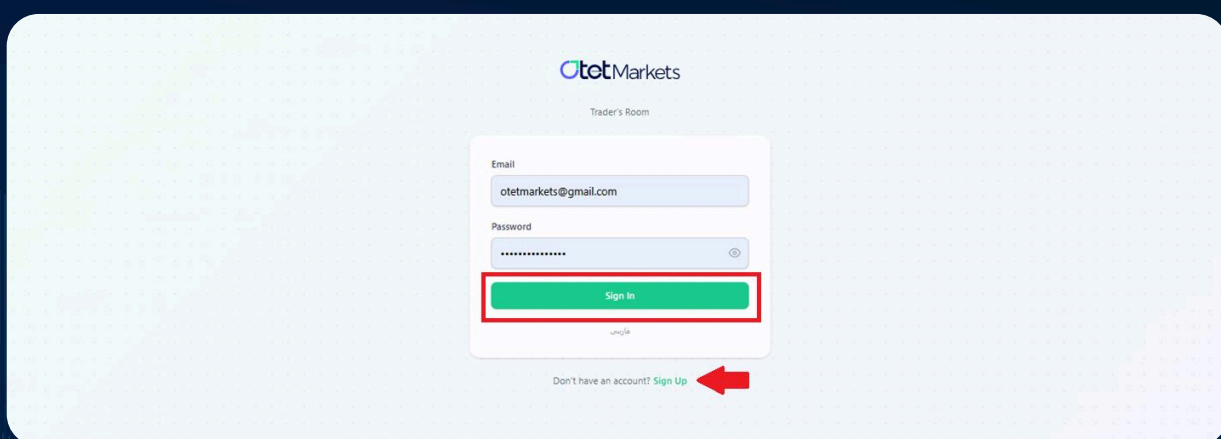 OtetMarkets
Trader's Room
Email
otetmarkets@gmail.com
Password
•••••••••••••••
Sign In
فارسی
Don't have an account? Sign Up